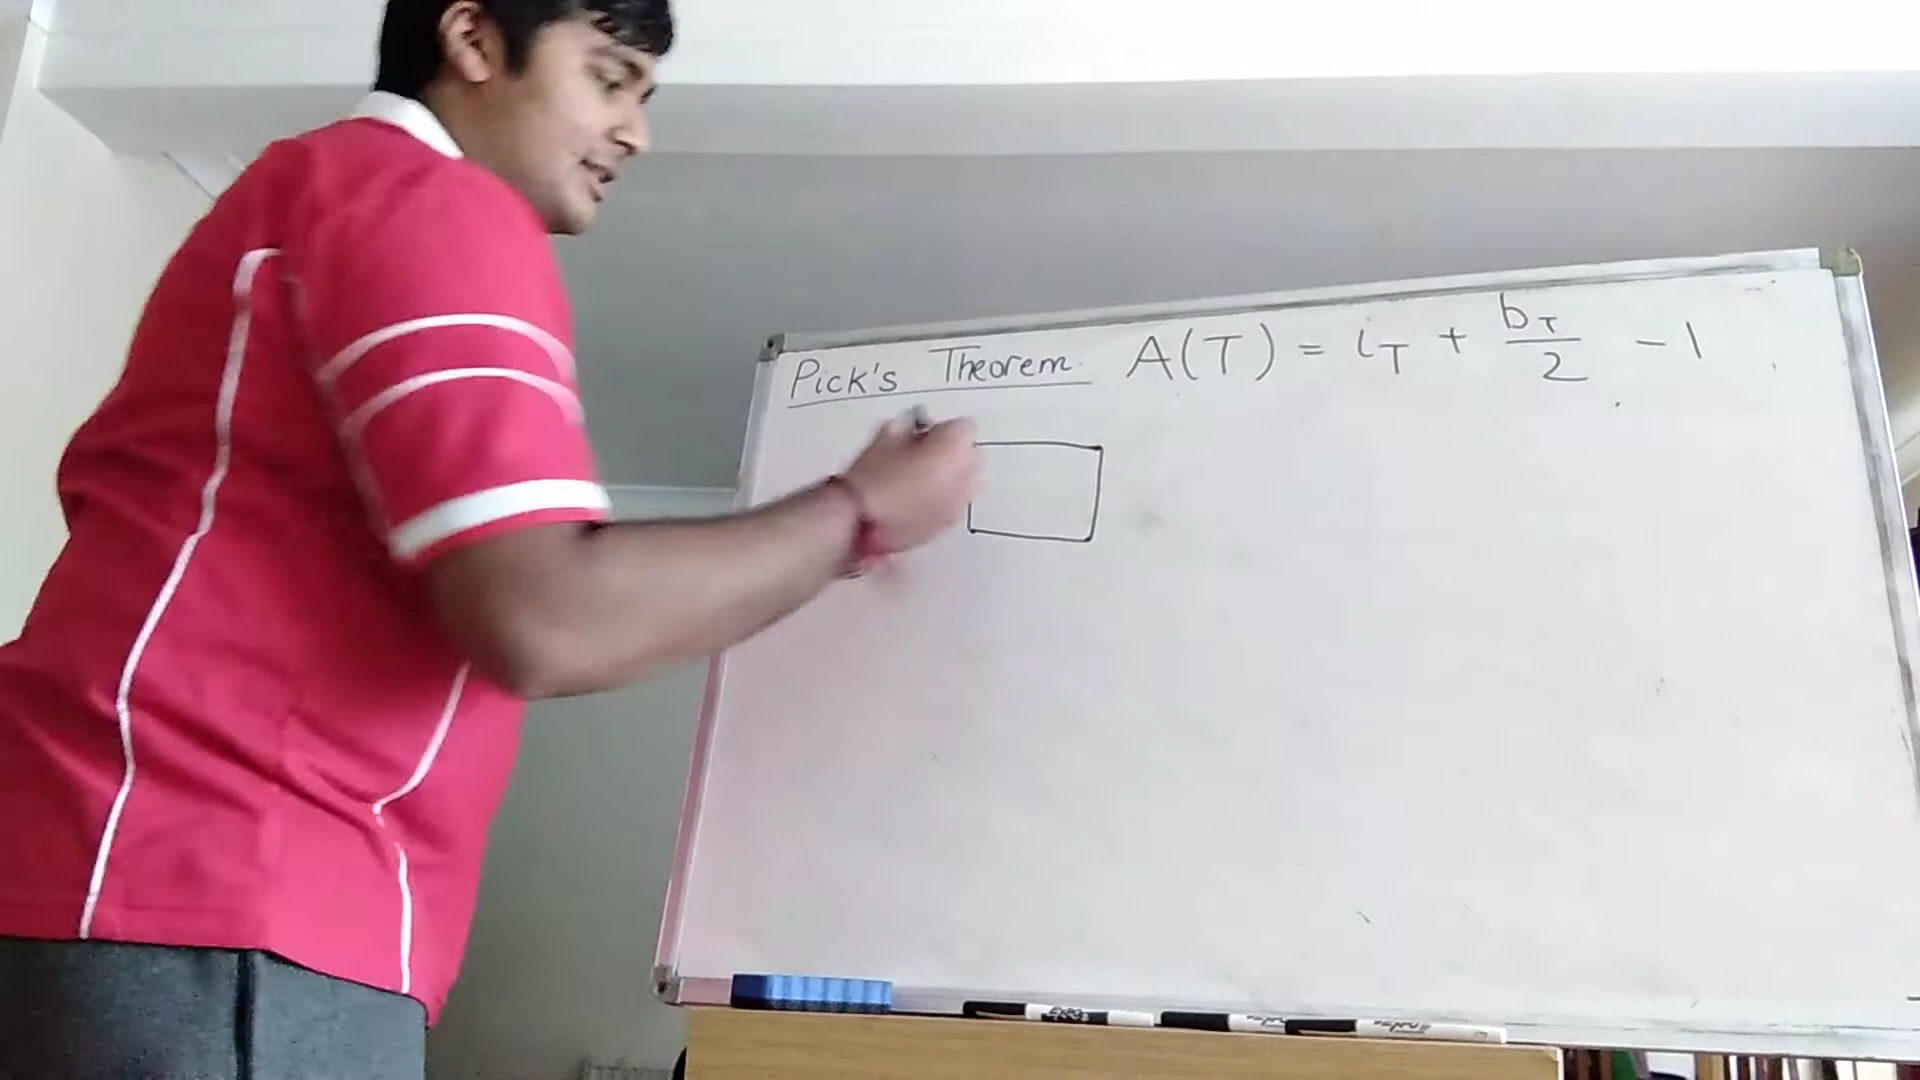 Pick's Theorem. A(T) = i_T + b_T/2 - 1